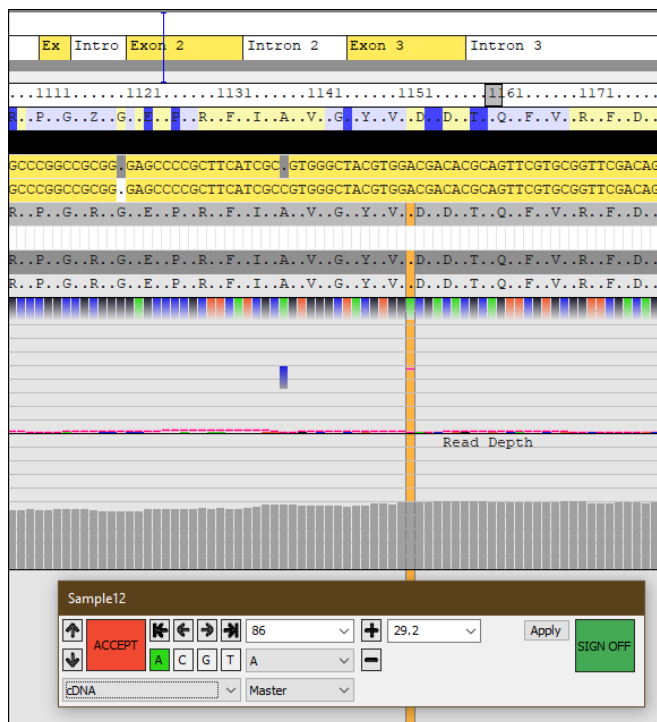 Ex Intro Exon 2 Intron 2 Exon 3 Intron 3
...1111......1121......1131......1141......1151......1161......1171.....
R..P..G..Z..G..E..P..R..F..I..A..V..G..Y..V..D..D..T..Q..F..V..R..F..D..
GCCCGGCCGCGG.GAGCCCCGCTTCATCGC.GTGGGCTACGTGGACGACACGCAGTTCGTGCGGTTCGACAG
GCCCGGCCGCGG.GAGCCCCGCTTCATCGCCGTGGGCTACGTGGACGACACGCAGTTCGTGCGGTTCGACAG
R..P..G..R..G..E..P..R..F..I..A..V..G..Y..V..D..D..T..Q..F..V..R..F..D..
R..P..G..R..G..E..P..R..F..I..A..V..G..Y..V..D..D..T..Q..F..V..R..F..D..
R..P..G..R..G..E..P..R..F..I..A..V..G..Y..V..D..D..T..Q..F..V..R..F..D..
Read Depth
Sample12
ACCEPT 86 29.2 Apply SIGN OFF
A C G T A
cDNA Master